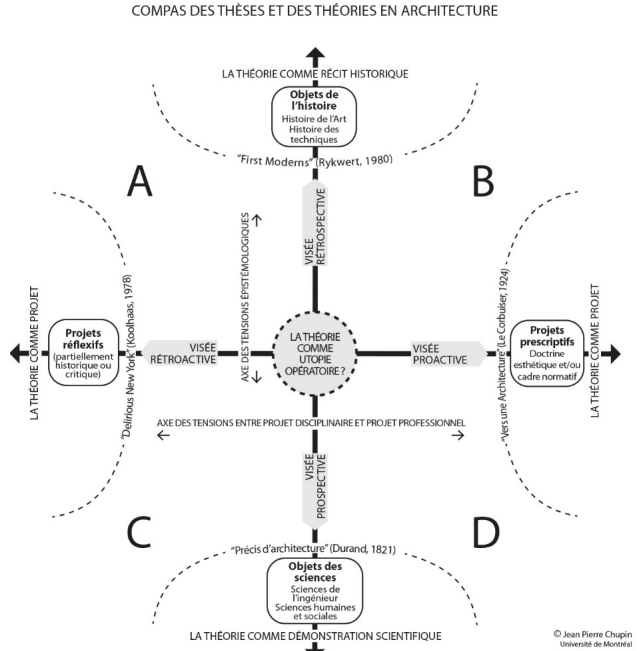 COMPAS DES THÈSES ET DES THÉORIES EN ARCHITECTURE
LA THÉORIE COMME RÉCIT HISTORIQUE
Objets de
l'histoire
Histoire de l'Art
Histoire des
techniques
"First Moderns" (Rykwert, 1980)
A
B
VISÉE
RÉTROSPECTIVE
AXE DES TENSIONS ÉPISTÉMOLOGIQUES
LA THÉORIE COMME PROJET
Projets
réflexifs
(partiellement
historique ou
critique)
"Delirious New York" (Koolhaas, 1978)
VISÉE
RÉTROACTIVE
LA THÉORIE
COMME
UTOPIE
OPÉRATOIRE ?
VISÉE
PROACTIVE
"Vers une Architecture" (Le Corbuiser, 1924)
Projets
prescriptifs
Doctrine
esthétique et/ou
cadre normatif
LA THÉORIE COMME PROJET
AXE DES TENSIONS ENTRE PROJET DISCIPLINAIRE ET PROJET PROFESSIONNEL
VISÉE
PROSPECTIVE
C
D
"Précis d'architecture" (Durand, 1821)
Objets des
sciences
Sciences de
l'ingénieur
Sciences humaines
et sociales
LA THÉORIE COMME DÉMONSTRATION SCIENTIFIQUE
© Jean Pierre Chupin
Université de Montréal